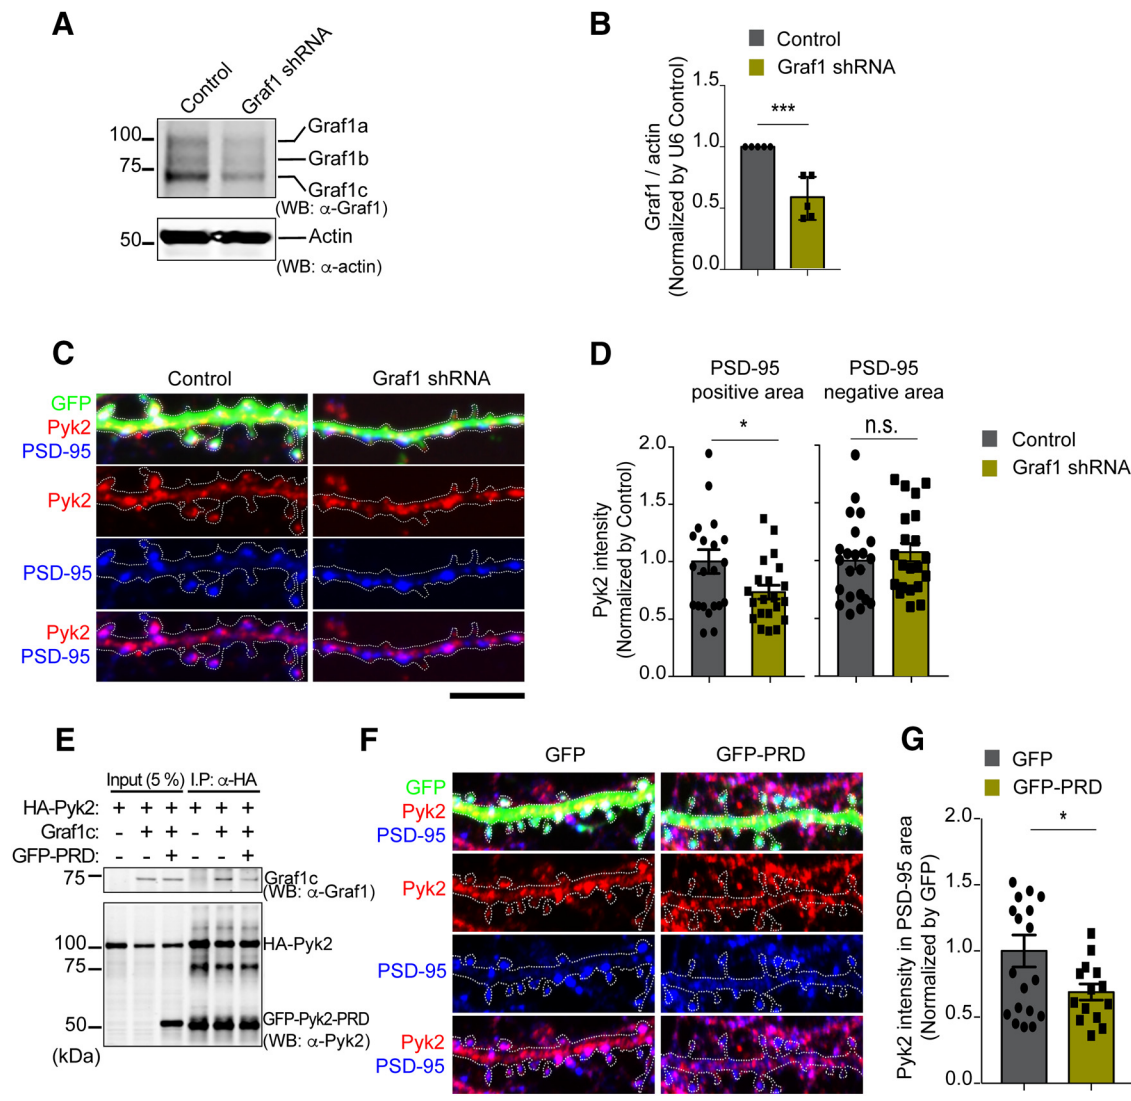 A
Control
Graf1 shRNA
100
75
Graf1a
Graf1b
Graf1c
(WB: α-Graf1)
50
Actin
(WB: α-actin)
B
Control
Graf1 shRNA
Graf1 / actin
(Normalized by U6 Control)
1.5
1.0
0.5
0.0
***
C
Control
Graf1 shRNA
GFP
Pyk2
PSD-95
Pyk2
PSD-95
Pyk2
PSD-95
D
PSD-95
positive area
PSD-95
negative area
*
n.s.
Control
Graf1 shRNA
Pyk2 intensity
(Normalized by Control)
2.0
1.5
1.0
0.5
0.0
E
Input (5 %) I.P: α-HA
HA-Pyk2: + + + + + +
Graf1c: - + + - + +
GFP-PRD: - - + - - +
75
Graf1c
(WB: α-Graf1)
100
75
50
(kDa)
HA-Pyk2
GFP-Pyk2-PRD
(WB: α-Pyk2)
F
GFP
GFP-PRD
GFP
Pyk2
PSD-95
Pyk2
PSD-95
Pyk2
PSD-95
G
GFP
GFP-PRD
Pyk2 intensity in PSD-95 area
(Normalized by GFP)
2.0
1.5
1.0
0.5
0.0
*